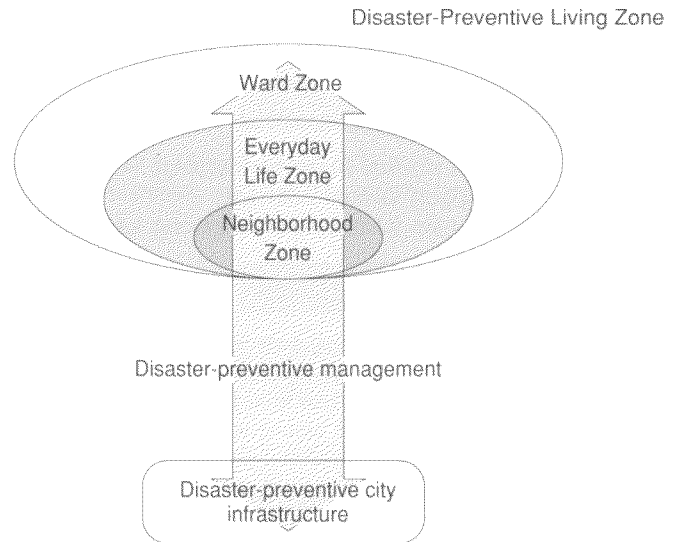 Disaster-Preventive Living Zone
Ward Zone
Everyday
Life Zone
Neighborhood
Zone
Disaster-preventive management
Disaster-preventive city
infrastructure